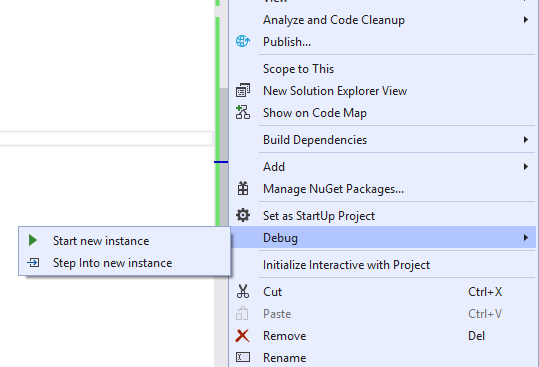 View
Analyze and Code Cleanup
Publish...
Scope to This
New Solution Explorer View
Show on Code Map
Build Dependencies
Add
Manage NuGet Packages...
Set as StartUp Project
Debug
Start new instance
Step Into new instance
Initialize Interactive with Project
Cut Ctrl+X
Paste Ctrl+V
Remove Del
Rename